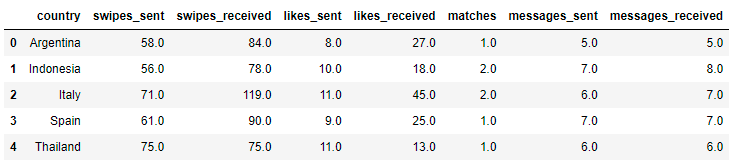 country swipes_sent swipes_received likes_sent likes_received matches messages_sent messages_received
0 Argentina 58.0 84.0 8.0 27.0 1.0 5.0 5.0
1 Indonesia 56.0 78.0 10.0 18.0 2.0 7.0 8.0
2 Italy 71.0 119.0 11.0 45.0 2.0 6.0 7.0
3 Spain 61.0 90.0 9.0 25.0 1.0 7.0 7.0
4 Thailand 75.0 75.0 11.0 13.0 1.0 6.0 6.0